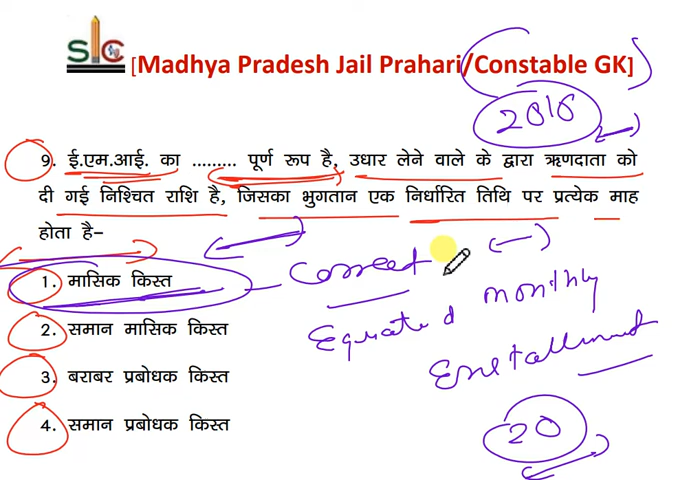 SIC
[Madhya Pradesh Jail Prahari/Constable GK]
2016
9. ई.एम.आई. का ......... पूर्ण रूप है, उधार लेने वाले के द्वारा ऋणदाता को
दी गई निश्चित राशि है, जिसका भुगतान एक निर्धारित तिथि पर प्रत्येक माह
होता है-
1. मासिक किस्त
Correct
2. समान मासिक किस्त
Equated monthly
3. बराबर प्रबोधक किस्त
Enstallment
4. समान प्रबोधक किस्त
20